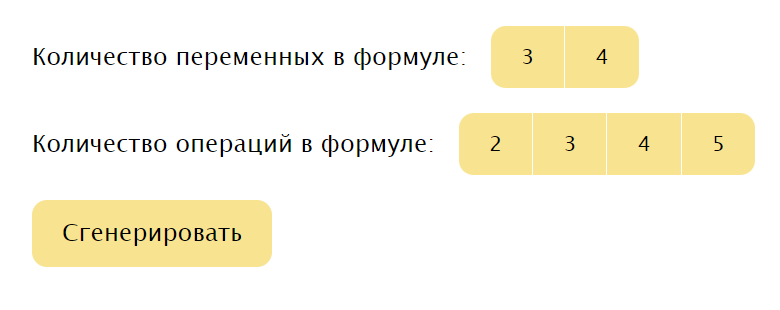 Количество переменных в формуле: 3 4
Количество операций в формуле: 2 3 4 5
Сгенерировать